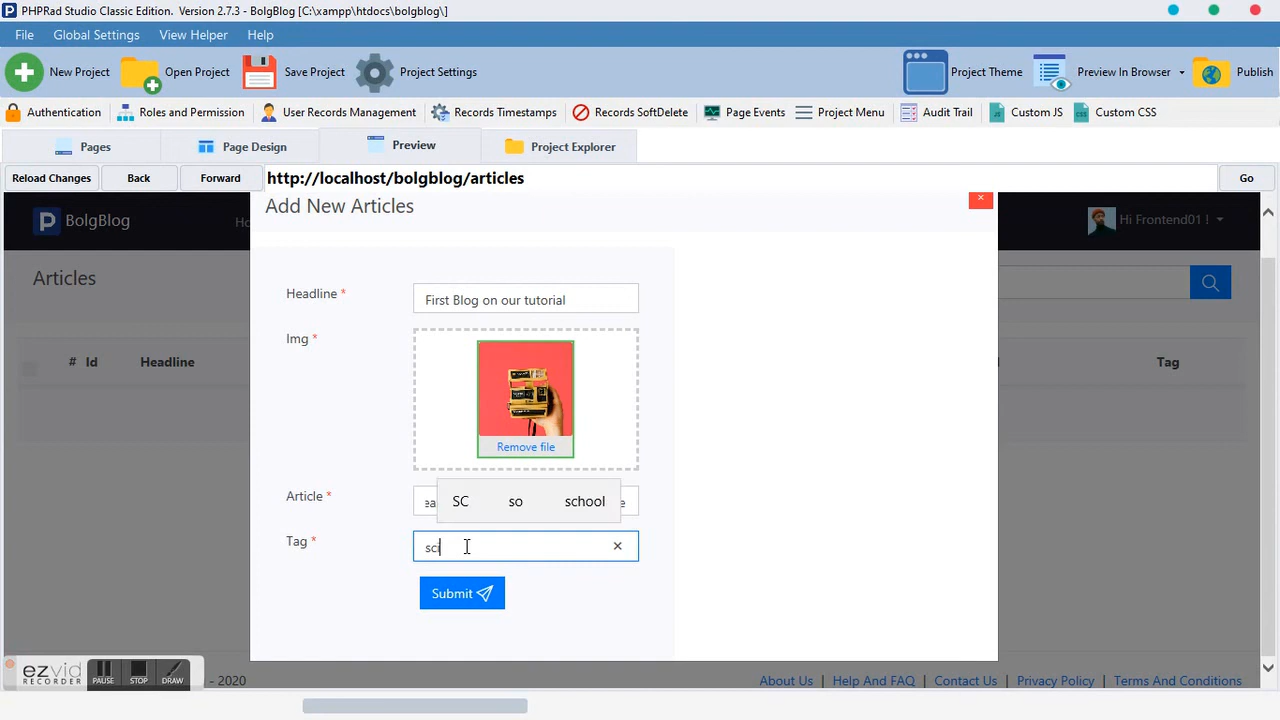 PHPRad Studio Classic Edition. Version 2.7.3 - BolgBlog [C:\xampp\htdocs\bolgblog\]
File Global Settings View Helper Help
New Project Open Project Save Project Project Settings Project Theme Preview In Browser Publish
Authentication Roles and Permission User Records Management Records Timestamps Records SoftDelete Page Events Project Menu Audit Trail Custom JS Custom CSS
Pages Page Design Preview Project Explorer
Reload Changes Back Forward http://localhost/bolgblog/articles Go
Add New Articles
BolgBlog Ho Hi Frontend01 !
Articles
Headline * First Blog on our tutorial
Img *
# Id Headline Tag
Remove file
Article * SC so school
Tag * sci
Submit
ezvid
RECORDER PAUSE STOP DRAW
- 2020 About Us | Help And FAQ | Contact Us | Privacy Policy | Terms And Conditions